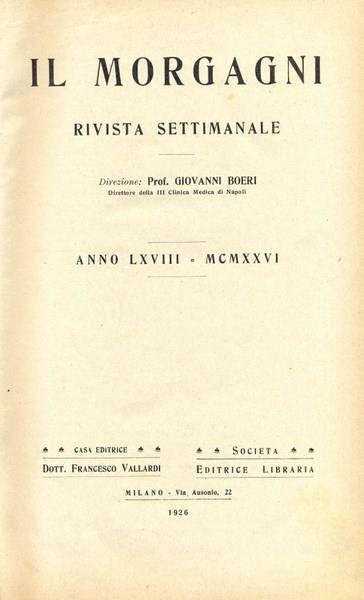 IL MORGAGNI
RIVISTA SETTIMANALE
Direzione: Prof. GIOVANNI BOERI
Direttore della III Clinica Medica di Napoli
ANNO LXVIII - MCMXXVI
CASA EDITRICE
DOTT. FRANCESCO VALLARDI
SOCIETA
EDITRICE LIBRARIA
MILANO - Via Ausonio, 22
1926